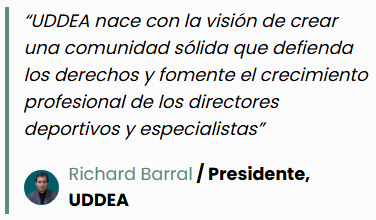 “UDDEA nace con la visión de crear
una comunidad sólida que defienda
los derechos y fomente el crecimiento
profesional de los directores
deportivos y especialistas”
Richard Barral / Presidente,
UDDEA